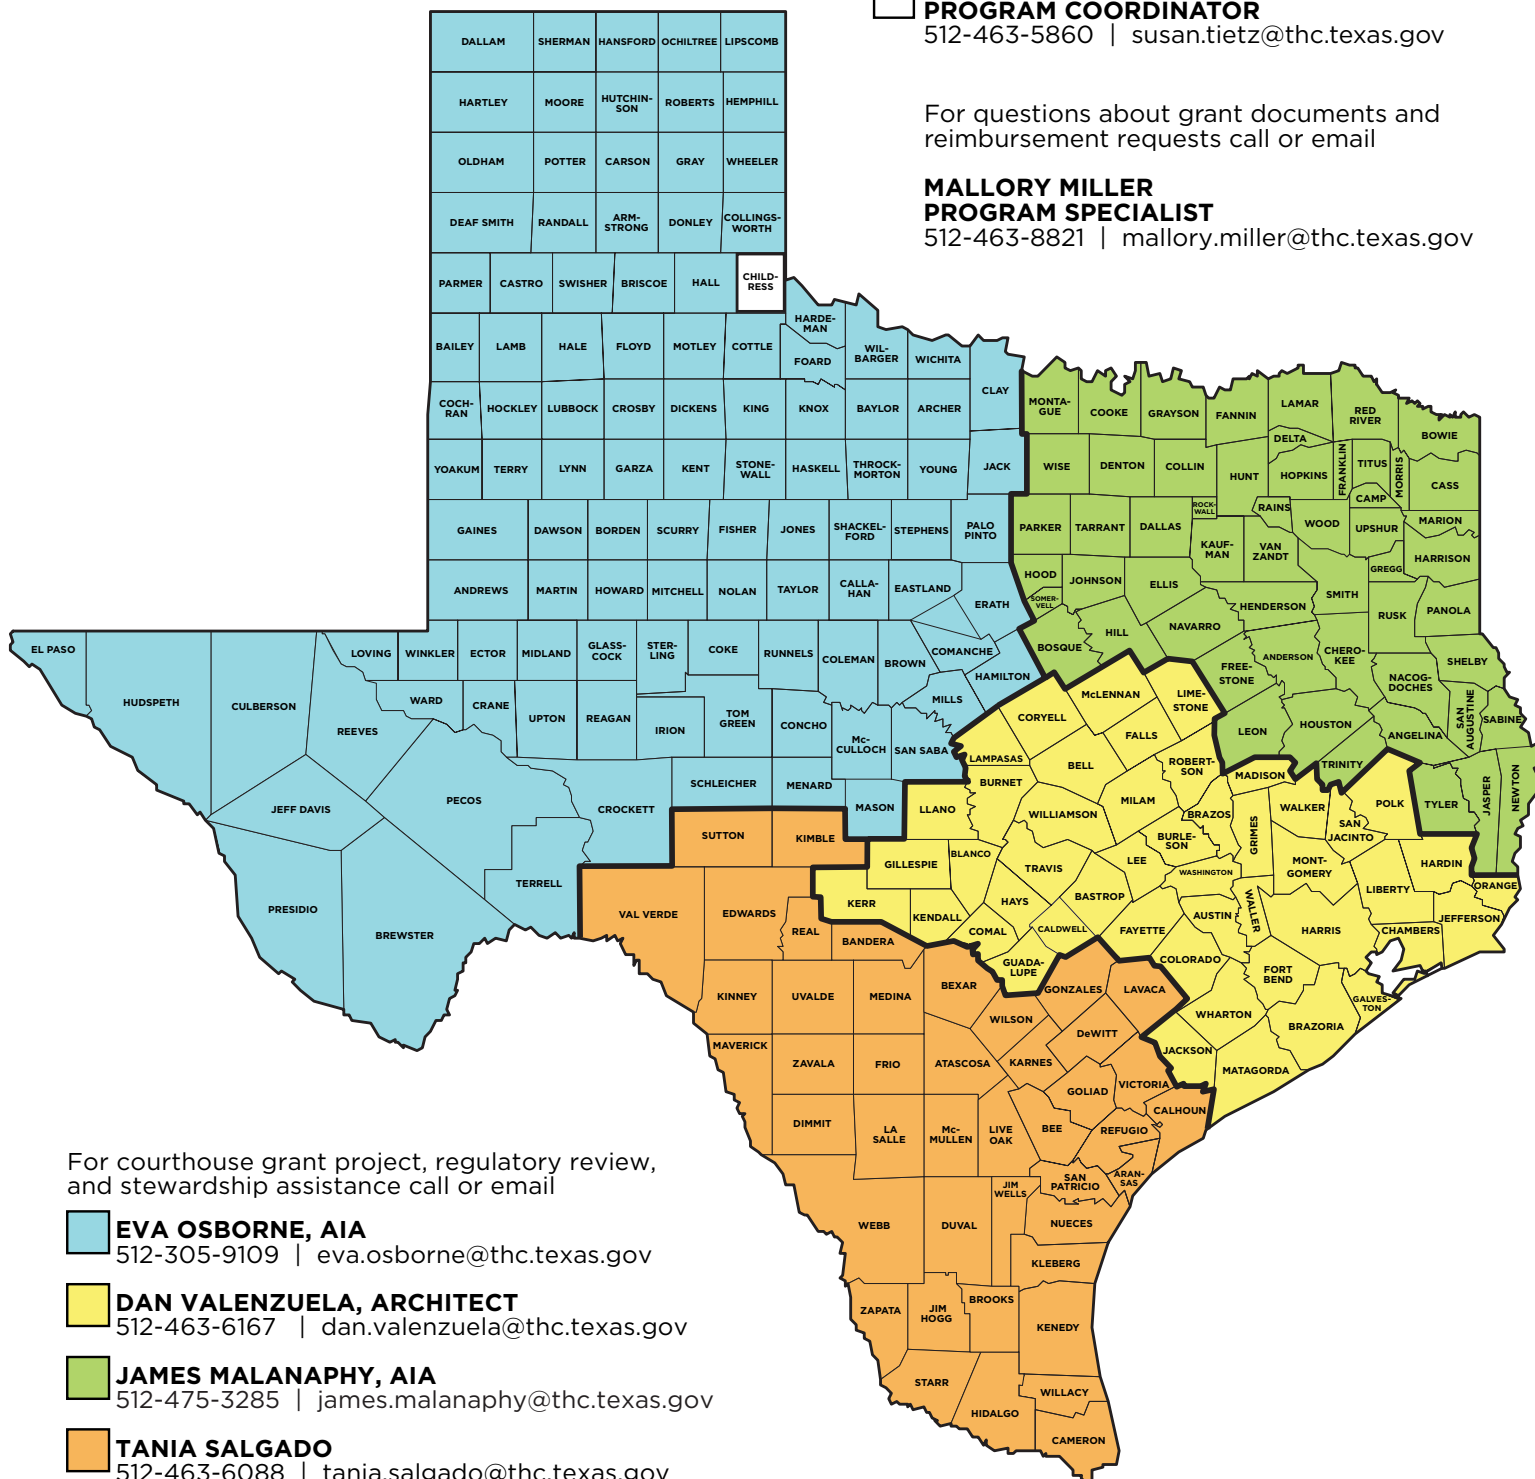 PROGRAM COORDINATOR
512-463-5860 | susan.tietz@thc.texas.gov
For questions about grant documents and
reimbursement requests call or email
MALLORY MILLER
PROGRAM SPECIALIST
512-463-8821 | mallory.miller@thc.texas.gov
DALLAM SHERMAN HANSFORD OCHILTREE LIPSCOMB
HARTLEY MOORE HUTCHIN-
SON ROBERTS HEMPHILL
OLDHAM POTTER CARSON GRAY WHEELER
DEAF SMITH RANDALL ARM-
STRONG DONLEY COLLINGS-
WORTH
PARMER CASTRO SWISHER BRISCOE HALL CHILD-
RESS
HARDE-
MAN
BAILEY LAMB HALE FLOYD MOTLEY COTTLE FOARD WIL-
BARGER WICHITA
CLAY
COCH-
RAN HOCKLEY LUBBOCK CROSBY DICKENS KING KNOX BAYLOR ARCHER
MONTA-
GUE COOKE GRAYSON FANNIN LAMAR RED
RIVER
BOWIE
DELTA
YOAKUM TERRY LYNN GARZA KENT STONE-
WALL HASKELL THROCK-
MORTON YOUNG JACK WISE DENTON COLLIN HUNT HOPKINS FRANKLIN TITUS MORRIS
CASS
CAMP
GAINES DAWSON BORDEN SCURRY FISHER JONES SHACKEL-
FORD STEPHENS PALO
PINTO PARKER TARRANT DALLAS ROCK-
WALL RAINS WOOD UPSHUR MARION
KAUF-
MAN VAN
ZANDT HARRISON
GREGG
ANDREWS MARTIN HOWARD MITCHELL NOLAN TAYLOR CALLA-
HAN EASTLAND ERATH HOOD JOHNSON ELLIS SMITH
SOMER-
VELL HENDERSON RUSK PANOLA
EL PASO LOVING WINKLER ECTOR MIDLAND GLASS-
COCK STER-
LING COKE RUNNELS COLEMAN BROWN COMANCHE BOSQUE HILL NAVARRO
FREE-
STONE ANDERSON CHERO-
KEE SHELBY
HAMILTON NACOG-
DOCHES
HUDSPETH CULBERSON WARD CRANE MILLS McLENNAN LIME-
STONE
REEVES UPTON REAGAN IRION TOM
GREEN CONCHO Mc-
CULLOCH SAN SABA CORYELL FALLS LEON HOUSTON ANGELINA SAN
AUGUSTINE SABINE
LAMPASAS BELL ROBERT-
SON MADISON TRINITY
SCHLEICHER MENARD BURNET
JEFF DAVIS PECOS CROCKETT MASON LLANO WILLIAMSON MILAM BRAZOS WALKER POLK TYLER JASPER NEWTON
SUTTON KIMBLE BURLE-
SON GRIMES SAN
JACINTO
GILLESPIE BLANCO TRAVIS LEE WASHINGTON MONT-
GOMERY HARDIN
TERRELL LIBERTY ORANGE
PRESIDIO VAL VERDE EDWARDS REAL KERR KENDALL HAYS BASTROP AUSTIN WALLER JEFFERSON
BREWSTER BANDERA COMAL CALDWELL FAYETTE HARRIS CHAMBERS
GUADA-
LUPE COLORADO FORT
BEND
KINNEY UVALDE MEDINA BEXAR GONZALES LAVACA GALVES-
TON
WILSON WHARTON BRAZORIA
MAVERICK DeWITT
ZAVALA FRIO ATASCOSA KARNES JACKSON MATAGORDA
GOLIAD VICTORIA
DIMMIT LA
SALLE Mc-
MULLEN LIVE
OAK BEE REFUGIO CALHOUN
JIM
WELLS SAN
PATRICIO ARAN-
SAS
WEBB DUVAL NUECES
KLEBERG
ZAPATA JIM
HOGG BROOKS KENEDY
STARR HIDALGO WILLACY
CAMERON
For courthouse grant project, regulatory review,
and stewardship assistance call or email
EVA OSBORNE, AIA
512-305-9109 | eva.osborne@thc.texas.gov
DAN VALENZUELA, ARCHITECT
512-463-6167 | dan.valenzuela@thc.texas.gov
JAMES MALANAPHY, AIA
512-475-3285 | james.malanaphy@thc.texas.gov
TANIA SALGADO
512-463-6088 | tania.salgado@thc.texas.gov